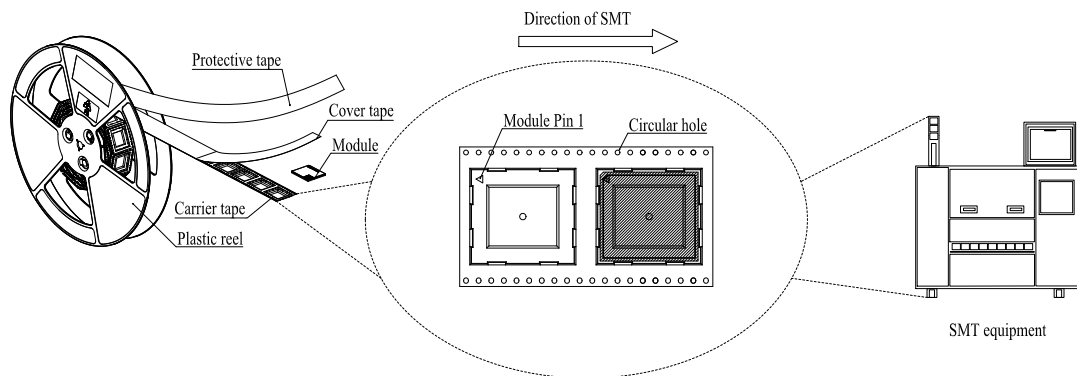 Direction of SMT
Protective tape
Cover tape
Module Pin 1
Circular hole
Module
Carrier tape
Plastic reel
SMT equipment